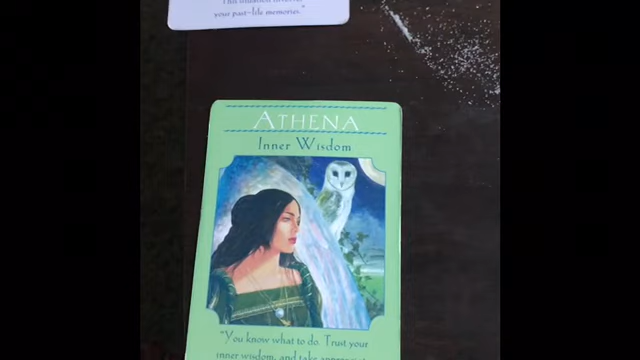 your past-life memories."
ATHENA
Inner Wisdom
"You know what to do. Trust your
inner wisdom, and take